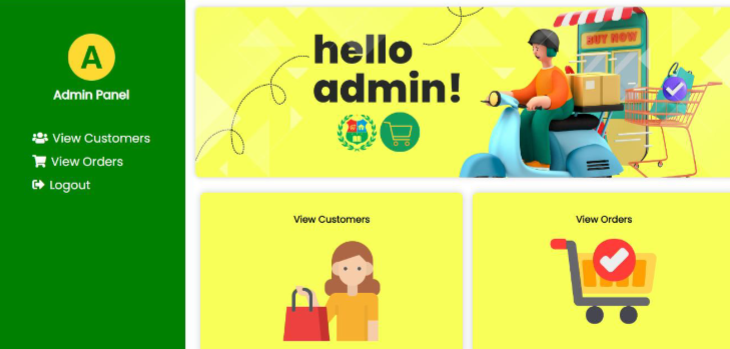 A
Admin Panel
View Customers
View Orders
Logout
hello
admin!
BUY NOW
View Customers
View Orders